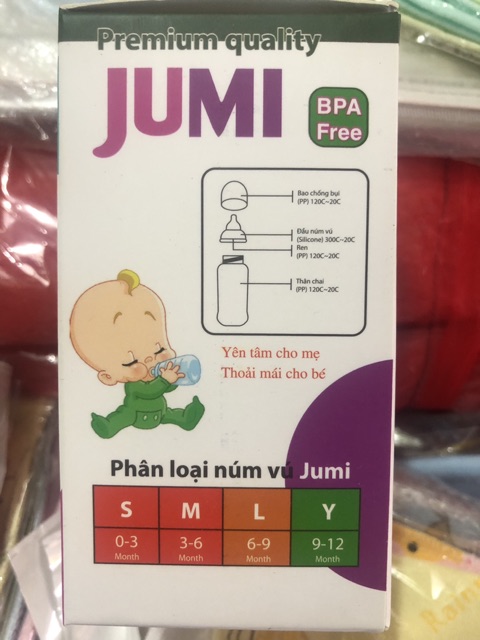 Premium quality
JUMI
BPA
Free
Bao chống bụi
(PP) 120C~20C
Đầu núm vú
(Silicone) 300C~20C
Ren
(PP) 120C~20C
Thân chai
(PP) 120C~20C
Yên tâm cho mẹ
Thoải mái cho bé
Phân loại núm vú Jumi
S M L Y
0-3 3-6 6-9 9-12
Month Month Month Month